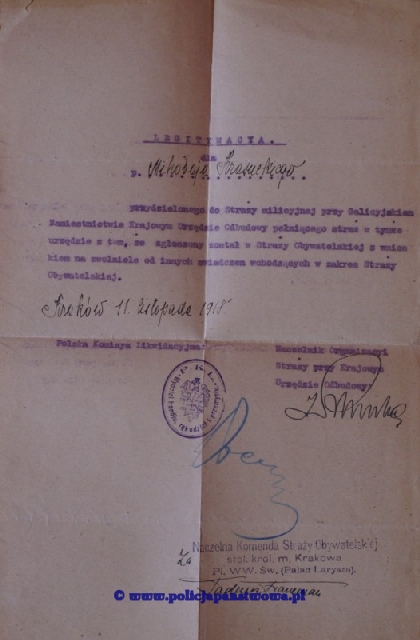 LEGITYMACYA.
dla
p. Mikołaja
przydzielonego do Straży milicyjnej przy Galicyjskiem
Namiestnictwie Krajowym Urzędzie Odbudowy pełniącego straż w tymże
urzędzie z tem, że zgłoszony został w Straży Obywatelskiej z wnios
kiem na zwolnienie od innych świadczeń wchodzących w zakres Straży
Obywatelskiej.
Kraków 11. listopada 1918
Polska Komisya Likwidacyjna:
Naczelnik Organizacyi
Straży przy Krajowym
Urzędzie Odbudowy:
Za Naczelna Komenda Straży Obywatelskiej
stoł. król. m. Krakowa
Pl. WW. Św. (Pałac Larysza).
Tadeusz
© www.policjapanstwowa.pl